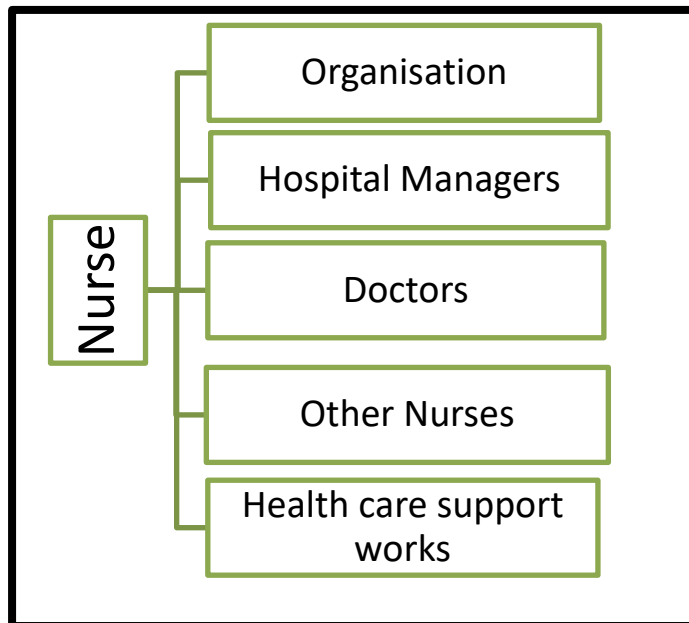 Organisation
Hospital Managers
Nurse
Doctors
Other Nurses
Health care support
works